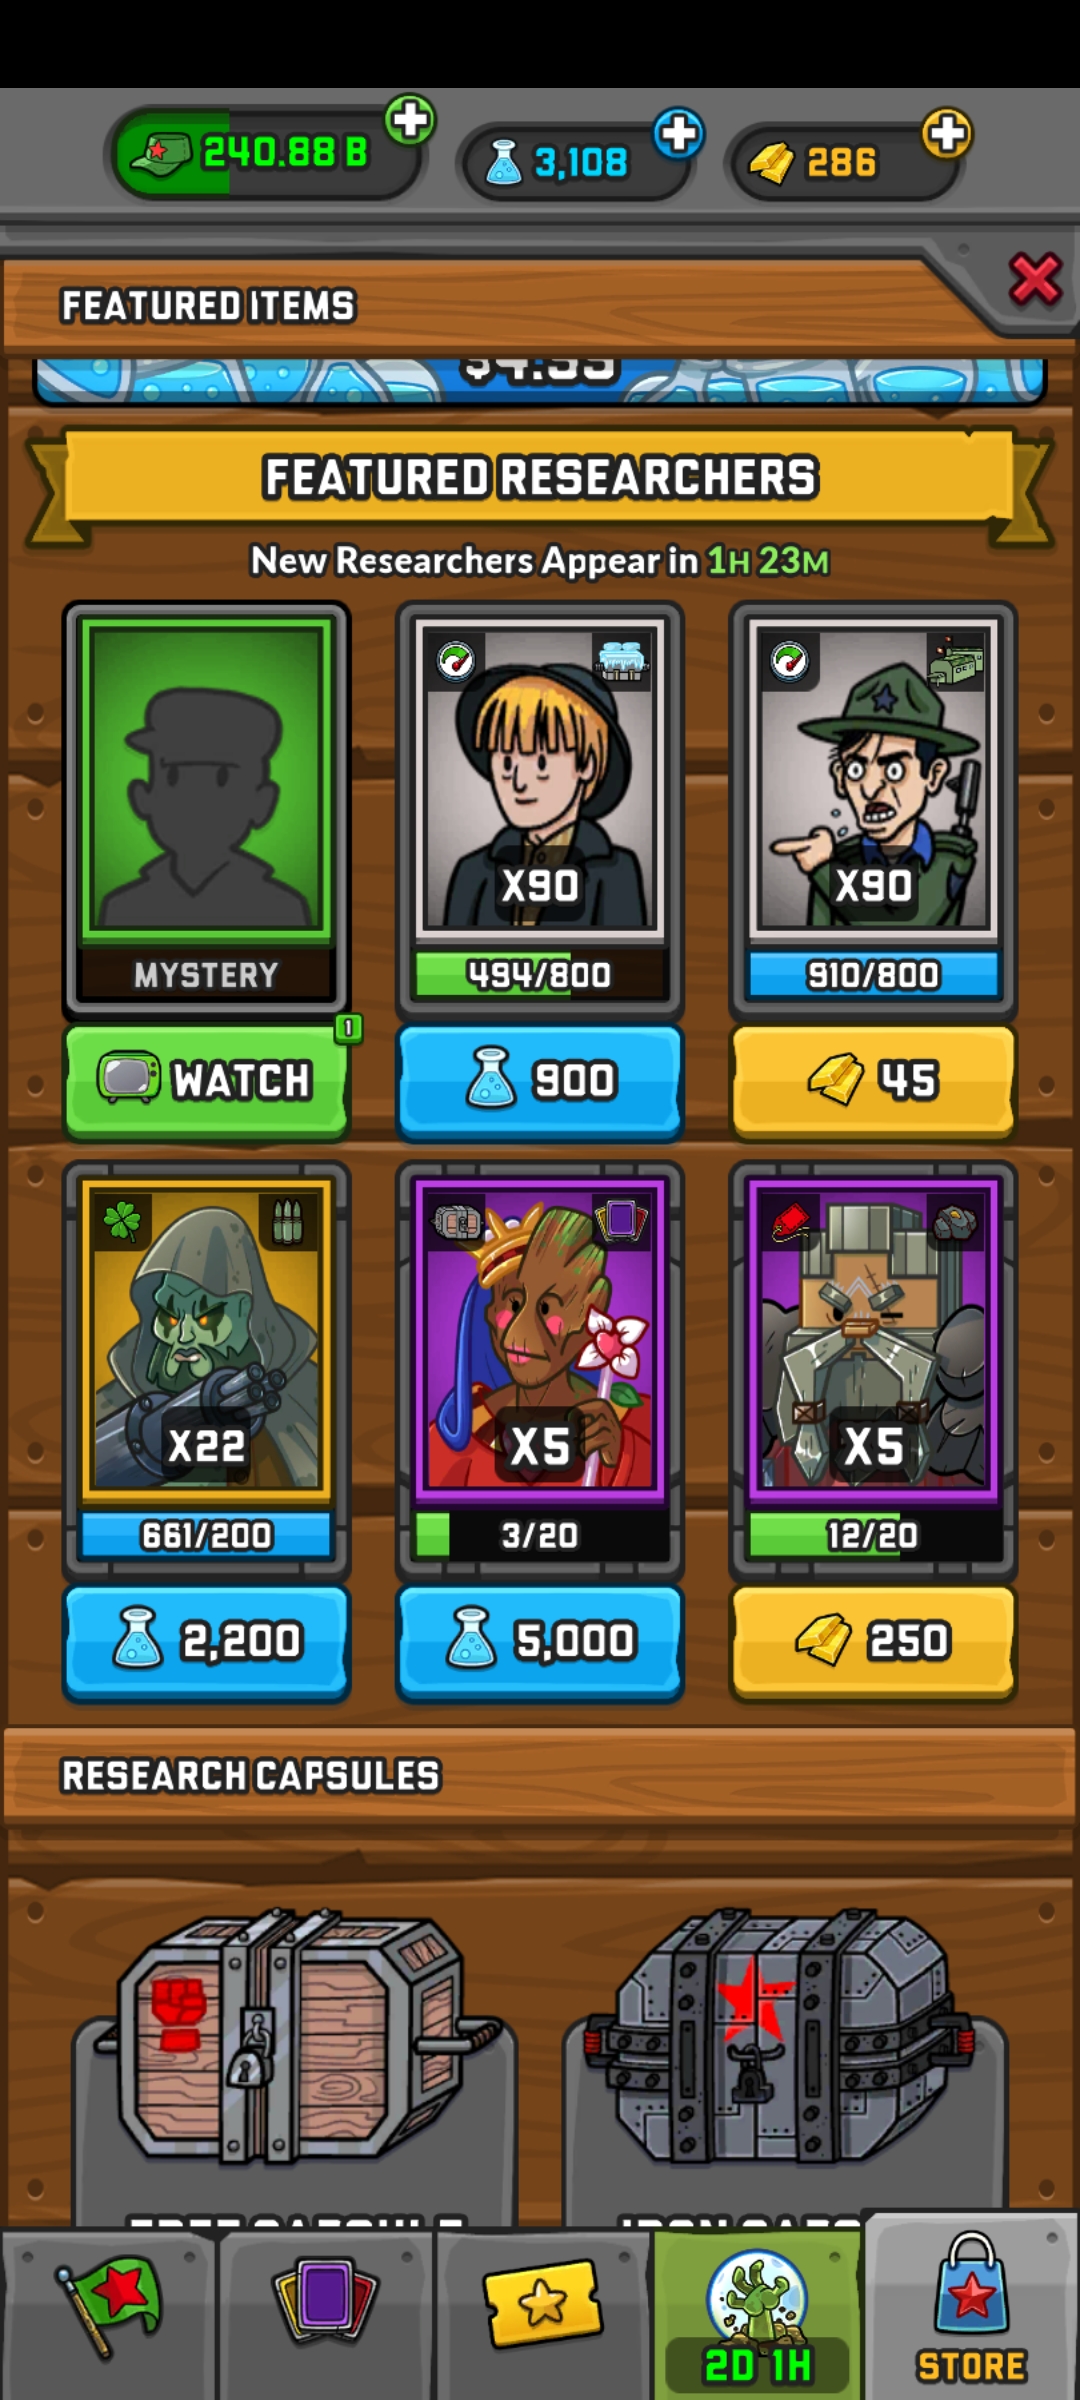 240.88 B
3,108
286
FEATURED ITEMS
FEATURED RESEARCHERS
New Researchers Appear in 1H 23M
X90
X90
MYSTERY
494/800
910/800
1
WATCH
900
45
X22
X5
X5
661/200
3/20
12/20
2,200
5,000
250
RESEARCH CAPSULES
2D 1H
STORE